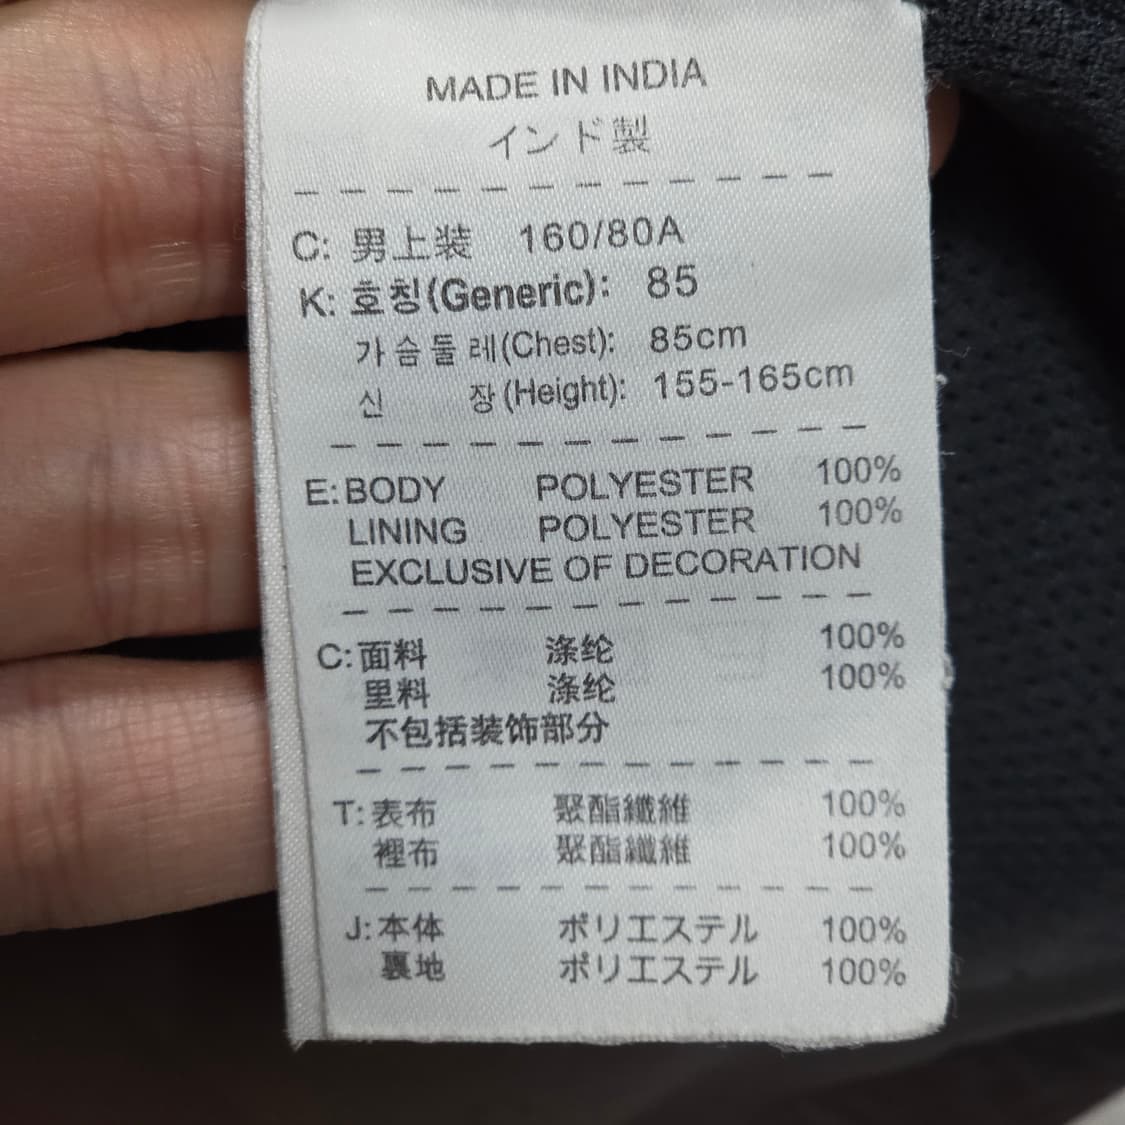 MADE IN INDIA
インド製
C: 男上装 160/80A
K: 호칭(Generic): 85
가슴둘레(Chest): 85cm
신 장(Height): 155-165cm
E: BODY POLYESTER 100%
LINING POLYESTER 100%
EXCLUSIVE OF DECORATION
C: 面料 涤纶 100%
里料 涤纶 100%
不包括装饰部分
T: 表布 聚酯纖維 100%
裡布 聚酯纖維 100%
J: 本体 ポリエステル 100%
裏地 ポリエステル 100%